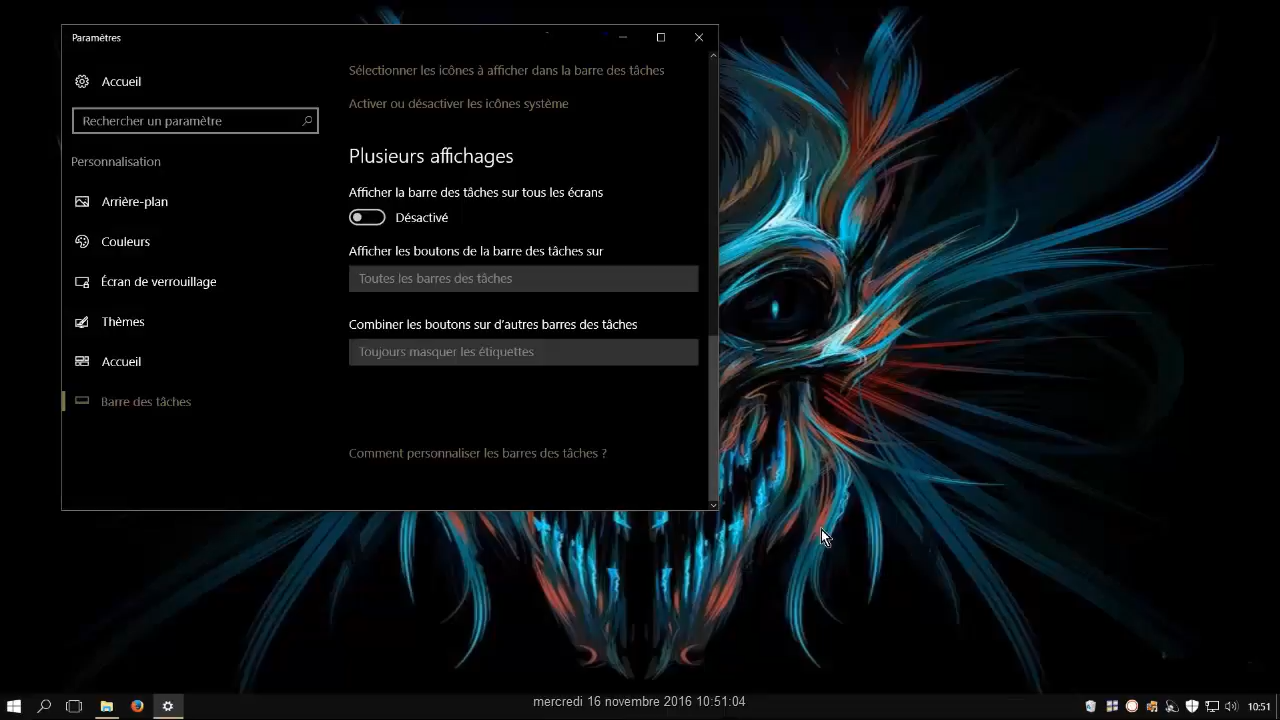 Paramètres
Accueil
Rechercher un paramètre
Personnalisation
Arrière-plan
Couleurs
Écran de verrouillage
Thèmes
Accueil
Barre des tâches
Sélectionner les icônes à afficher dans la barre des tâches
Activer ou désactiver les icônes système
Plusieurs affichages
Afficher la barre des tâches sur tous les écrans
Désactivé
Afficher les boutons de la barre des tâches sur
Toutes les barres des tâches
Combiner les boutons sur d'autres barres des tâches
Toujours masquer les étiquettes
Comment personnaliser les barres des tâches ?
mercredi 16 novembre 2016 10:51:04
10:51